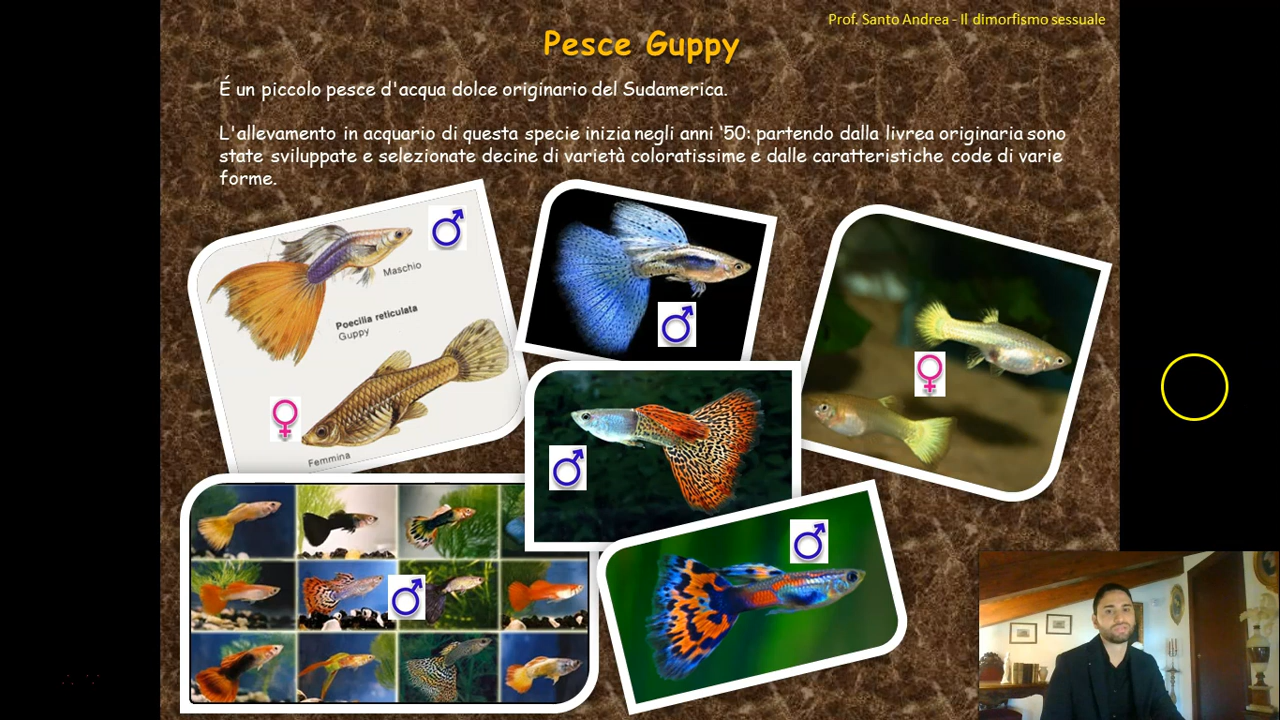 Prof. Santo Andrea - Il dimorfismo sessuale
Pesce Guppy
É un piccolo pesce d'acqua dolce originario del Sudamerica.
L'allevamento in acquario di questa specie inizia negli anni '50: partendo dalla livrea originaria sono
state sviluppate e selezionate decine di varietà coloratissime e dalle caratteristiche code di varie
forme.
Maschio
Poecilia reticulata
Guppy
Femmina